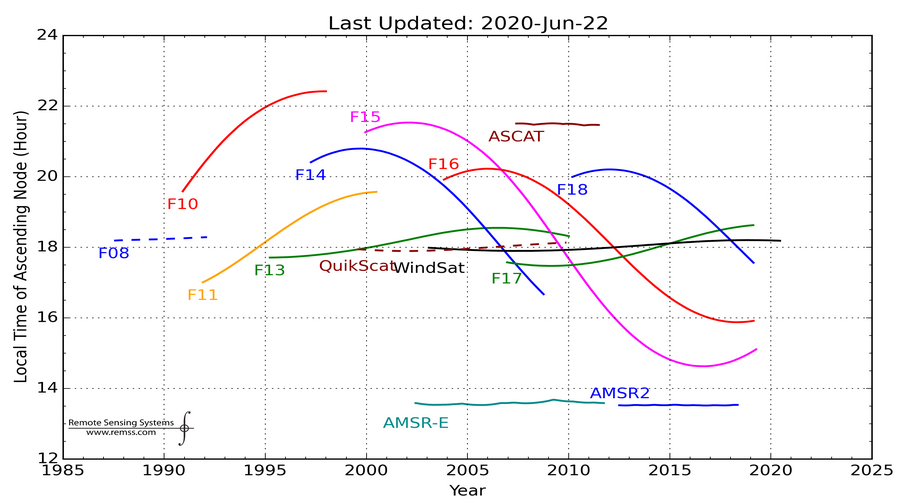 Last Updated: 2020-Jun-22
Local Time of Ascending Node (Hour)
24
22
20
18
16
14
12
F10
F08
F11
F14
F13
F15
QuikScat
WindSat
F16
ASCAT
F17
F18
AMSR-E
AMSR2
Remote Sensing Systems
www.remss.com
1985 1990 1995 2000 2005 2010 2015 2020 2025
Year